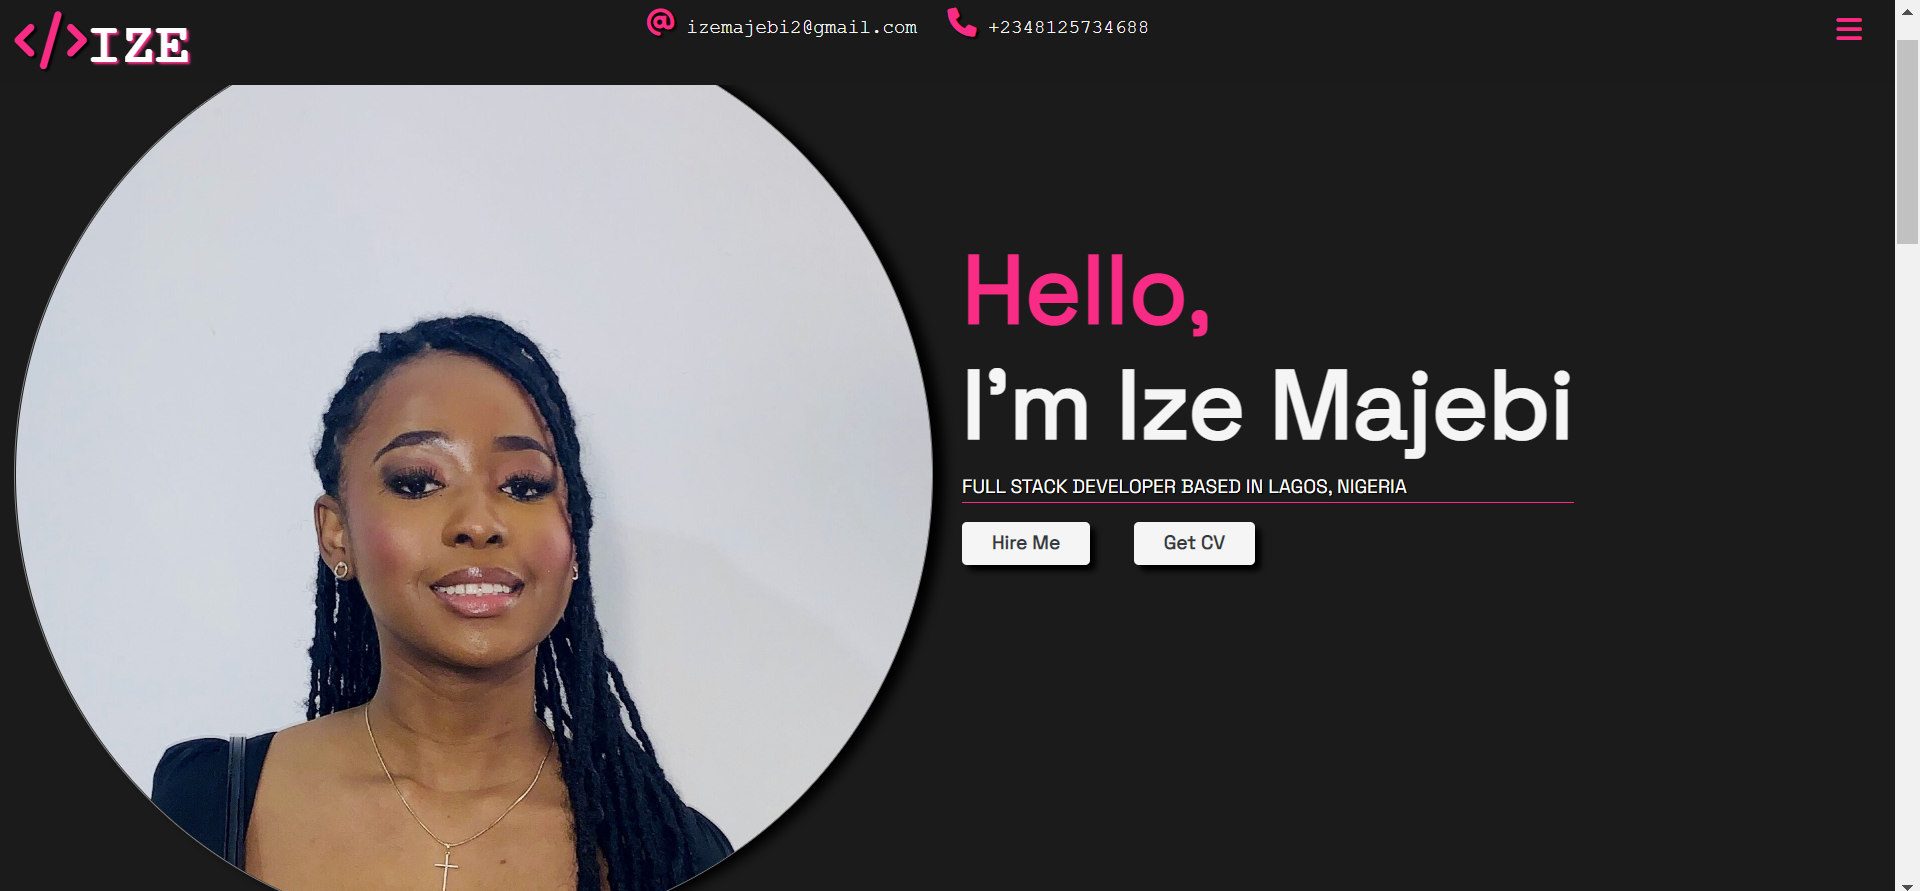 </>IZE
izemajebi2@gmail.com
+2348125734688
Hello,
I'm Ize Majebi
FULL STACK DEVELOPER BASED IN LAGOS, NIGERIA
Hire Me
Get CV